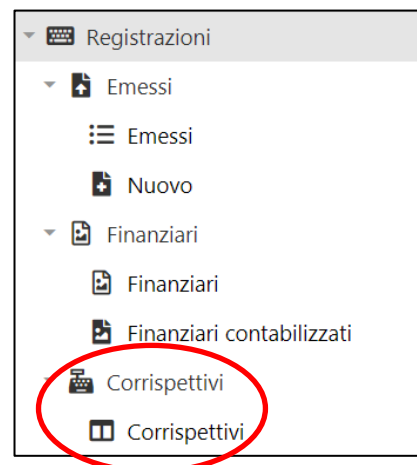 Registrazioni
Emessi
Emessi
Nuovo
Finanziari
Finanziari
Finanziari contabilizzati
Corrispettivi
Corrispettivi